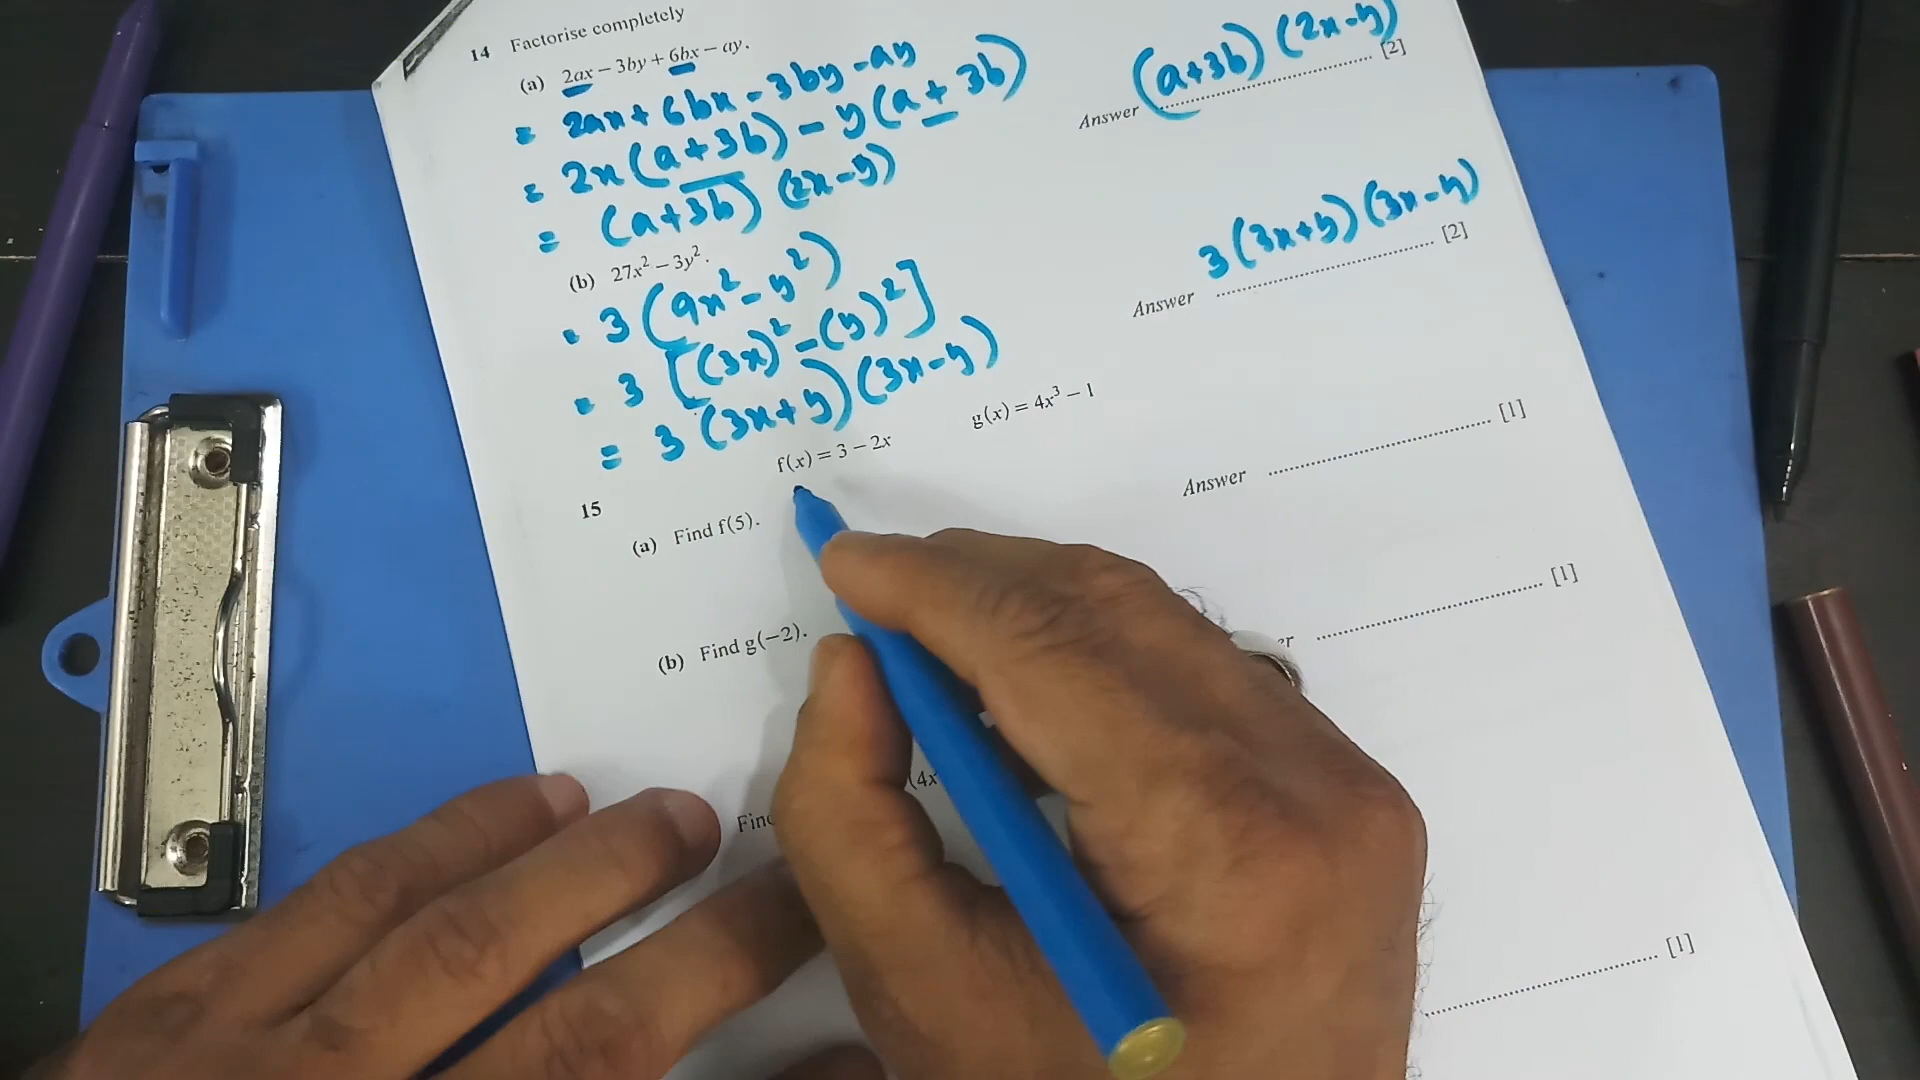 14 Factorise completely
(a) 2ax – 3by + 6bx – ay.
= 2ax + 6bx - 3by - ay
= 2x (a+3b) - y (a + 3b)
= (a+3b) (2x-y)
Answer (a+3b) (2x-y) [2]
(b) 27x² – 3y².
= 3 (9x² - y²)
= 3 [(3x)² - (y)²]
= 3 (3x+y) (3x-y)
Answer 3 (3x+y) (3x-y) [2]
15 f(x) = 3 – 2x g(x) = 4x³ – 1
(a) Find f(5).
Answer [1]
(b) Find g(−2).
[1]
(4x
[1]